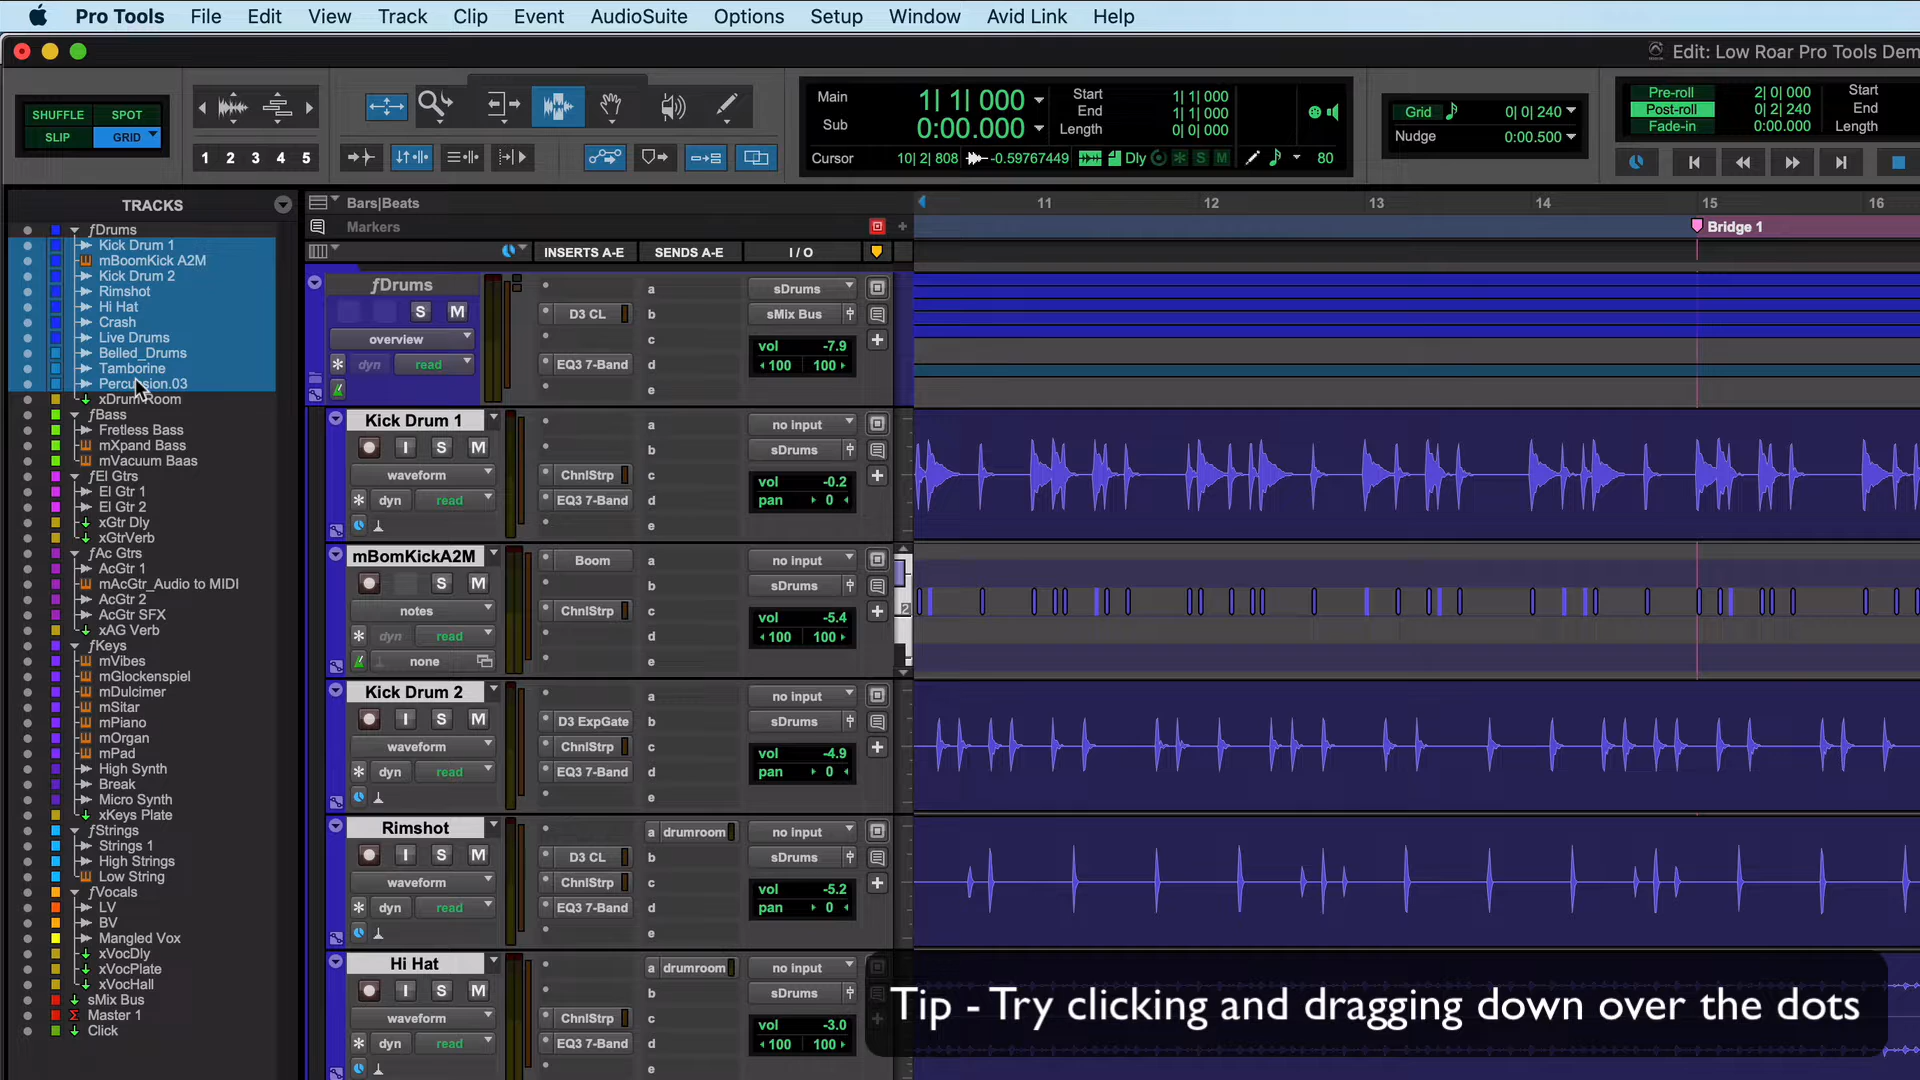 Pro Tools File Edit View Track Clip Event AudioSuite Options Setup Window Avid Link Help
Edit: Low Roar Pro Tools Dem
SHUFFLE SPOT
SLIP GRID
1 2 3 4 5
Main 1| 1| 000
Sub 0:00.000
Start 1| 1| 000
End 1| 1| 000
Length 0| 0| 000
Cursor 10| 2| 808 -0.59767449 Dly S M 80
Grid 0| 0| 240
Nudge 0:00.500
Pre-roll 2| 0| 000 Start
Post-roll 0| 2| 240 End
Fade-in 0:00.000 Length
TRACKS
ƒDrums
Kick Drum 1
mBoomKick A2M
Kick Drum 2
Rimshot
Hi Hat
Crash
Live Drums
Belled_Drums
Tamborine
Percussion.03
xDrum Room
ƒBass
Fretless Bass
mXpand Bass
mVacuum Baas
ƒEl Gtrs
El Gtr 1
El Gtr 2
xGtr Dly
xGtrVerb
ƒAc Gtrs
AcGtr 1
mAcGtr_Audio to MIDI
AcGtr 2
AcGtr SFX
xAG Verb
ƒKeys
mVibes
mGlockenspiel
mDulcimer
mSitar
mPiano
mOrgan
mPad
High Synth
Break
Micro Synth
xKeys Plate
ƒStrings
Strings 1
High Strings
Low String
ƒVocals
LV
BV
Mangled Vox
xVocDly
xVocPlate
xVocHall
sMix Bus
Master 1
Click
Bars|Beats 11 12 13 14 15 16
Markers Bridge 1
INSERTS A-E SENDS A-E I / O
ƒDrums
S M
overview
dyn read
D3 CL
EQ3 7-Band
a
b
c
d
e
sDrums
sMix Bus
vol -7.9
100 100
Kick Drum 1
I S M
waveform
dyn read
ChnlStrp
EQ3 7-Band
a
b
c
d
e
no input
sDrums
vol -0.2
pan 0
mBomKickA2M
S M
notes
dyn read
none
Boom
ChnlStrp
a
b
c
d
e
no input
sDrums
vol -5.4
100 100
2
Kick Drum 2
I S M
waveform
dyn read
D3 ExpGate
ChnlStrp
EQ3 7-Band
a
b
c
d
e
no input
sDrums
vol -4.9
pan 0
Rimshot
I S M
waveform
dyn read
D3 CL
ChnlStrp
EQ3 7-Band
a drumroom
b
c
d
e
no input
sDrums
vol -5.2
pan 0
Hi Hat
I S M
waveform
dyn read
ChnlStrp
EQ3 7-Band
a drumroom
b
c
d
e
no input
sDrums
vol -3.0
100 100
Tip - Try clicking and dragging down over the dots